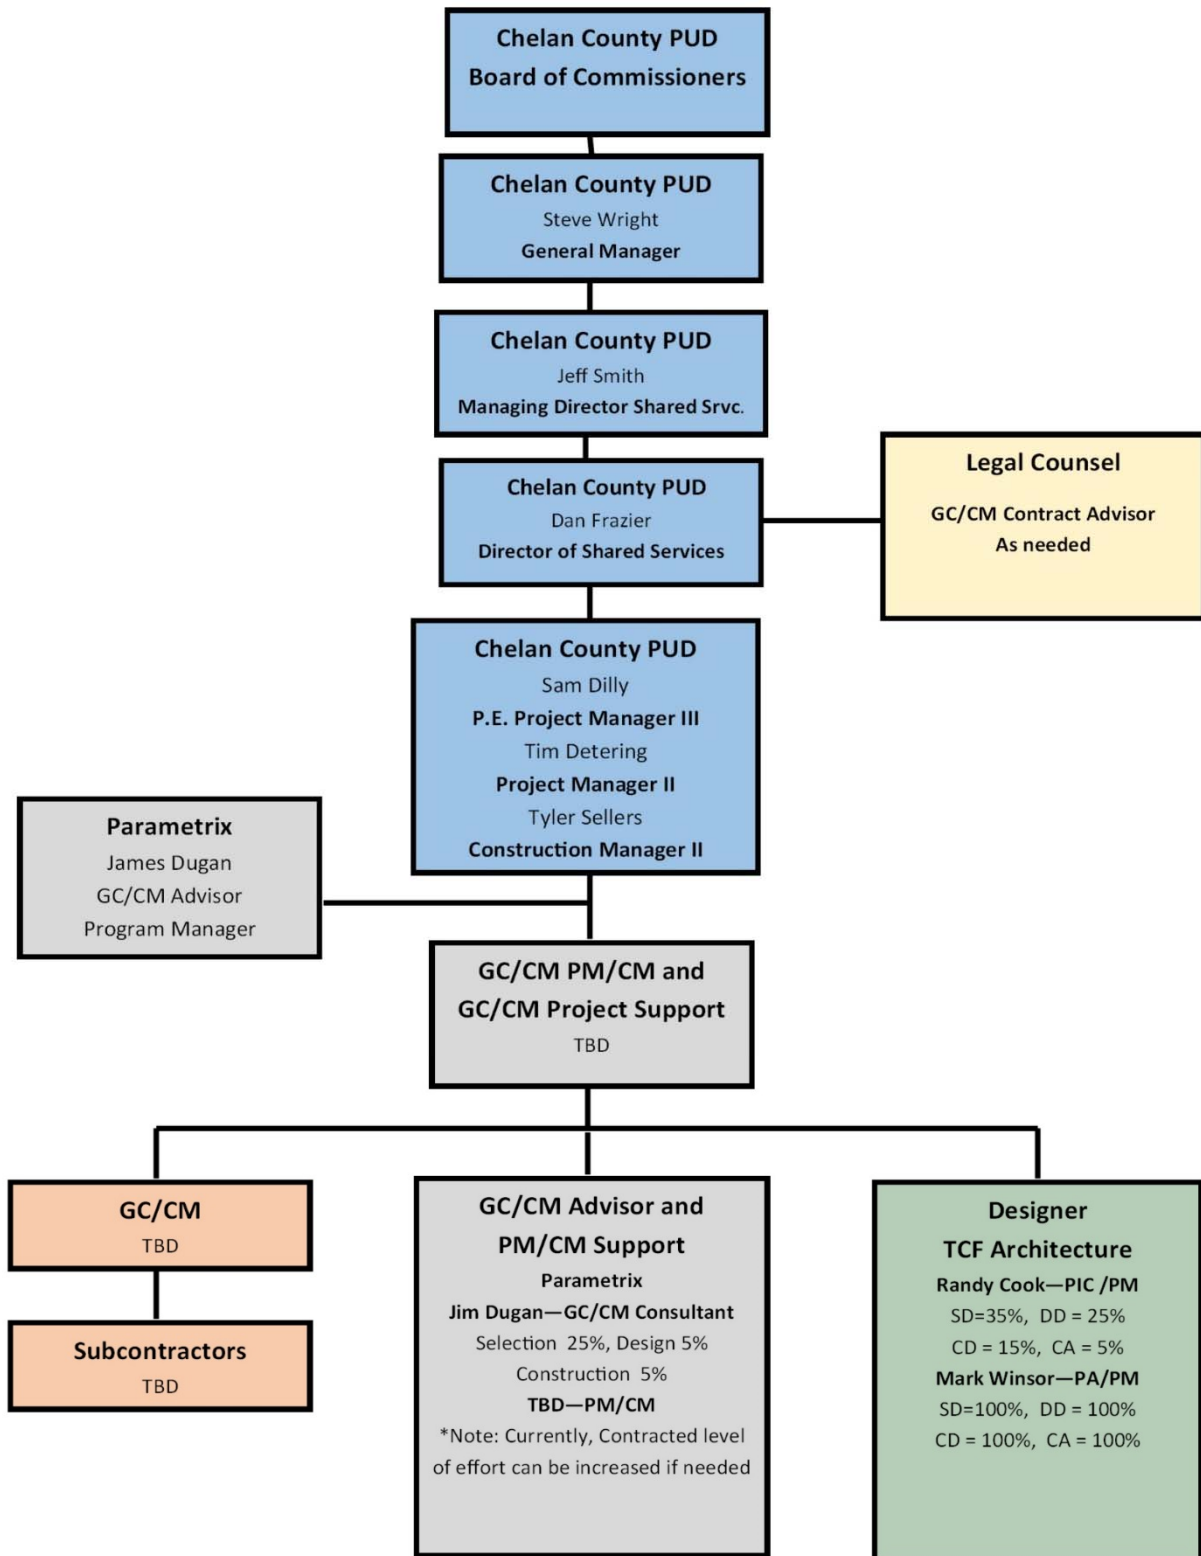 Chelan County PUD
Board of Commissioners
Chelan County PUD
Steve Wright
General Manager
Chelan County PUD
Jeff Smith
Managing Director Shared Srvc.
Chelan County PUD
Dan Frazier
Director of Shared Services
Legal Counsel
GC/CM Contract Advisor
As needed
Chelan County PUD
Sam Dilly
P.E. Project Manager III
Tim Detering
Project Manager II
Tyler Sellers
Construction Manager II
Parametrix
James Dugan
GC/CM Advisor
Program Manager
GC/CM PM/CM and
GC/CM Project Support
TBD
GC/CM
TBD
Subcontractors
TBD
GC/CM Advisor and
PM/CM Support
Parametrix
Jim Dugan—GC/CM Consultant
Selection 25%, Design 5%
Construction 5%
TBD—PM/CM
*Note: Currently, Contracted level
of effort can be increased if needed
Designer
TCF Architecture
Randy Cook—PIC /PM
SD=35%, DD = 25%
CD = 15%, CA = 5%
Mark Winsor—PA/PM
SD=100%, DD = 100%
CD = 100%, CA = 100%